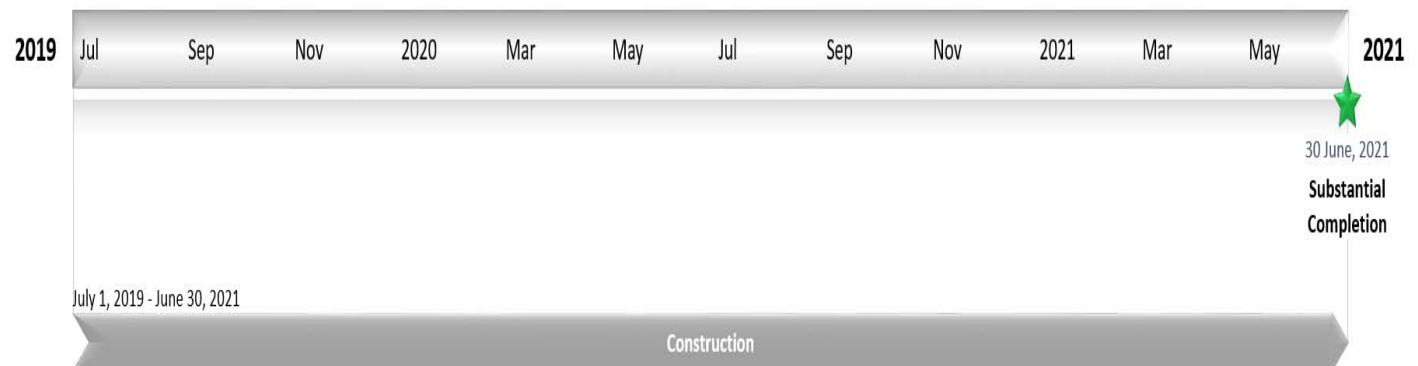 2019 Jul Sep Nov 2020 Mar May Jul Sep Nov 2021 Mar May 2021
30 June, 2021
Substantial
Completion
July 1, 2019 - June 30, 2021
Construction